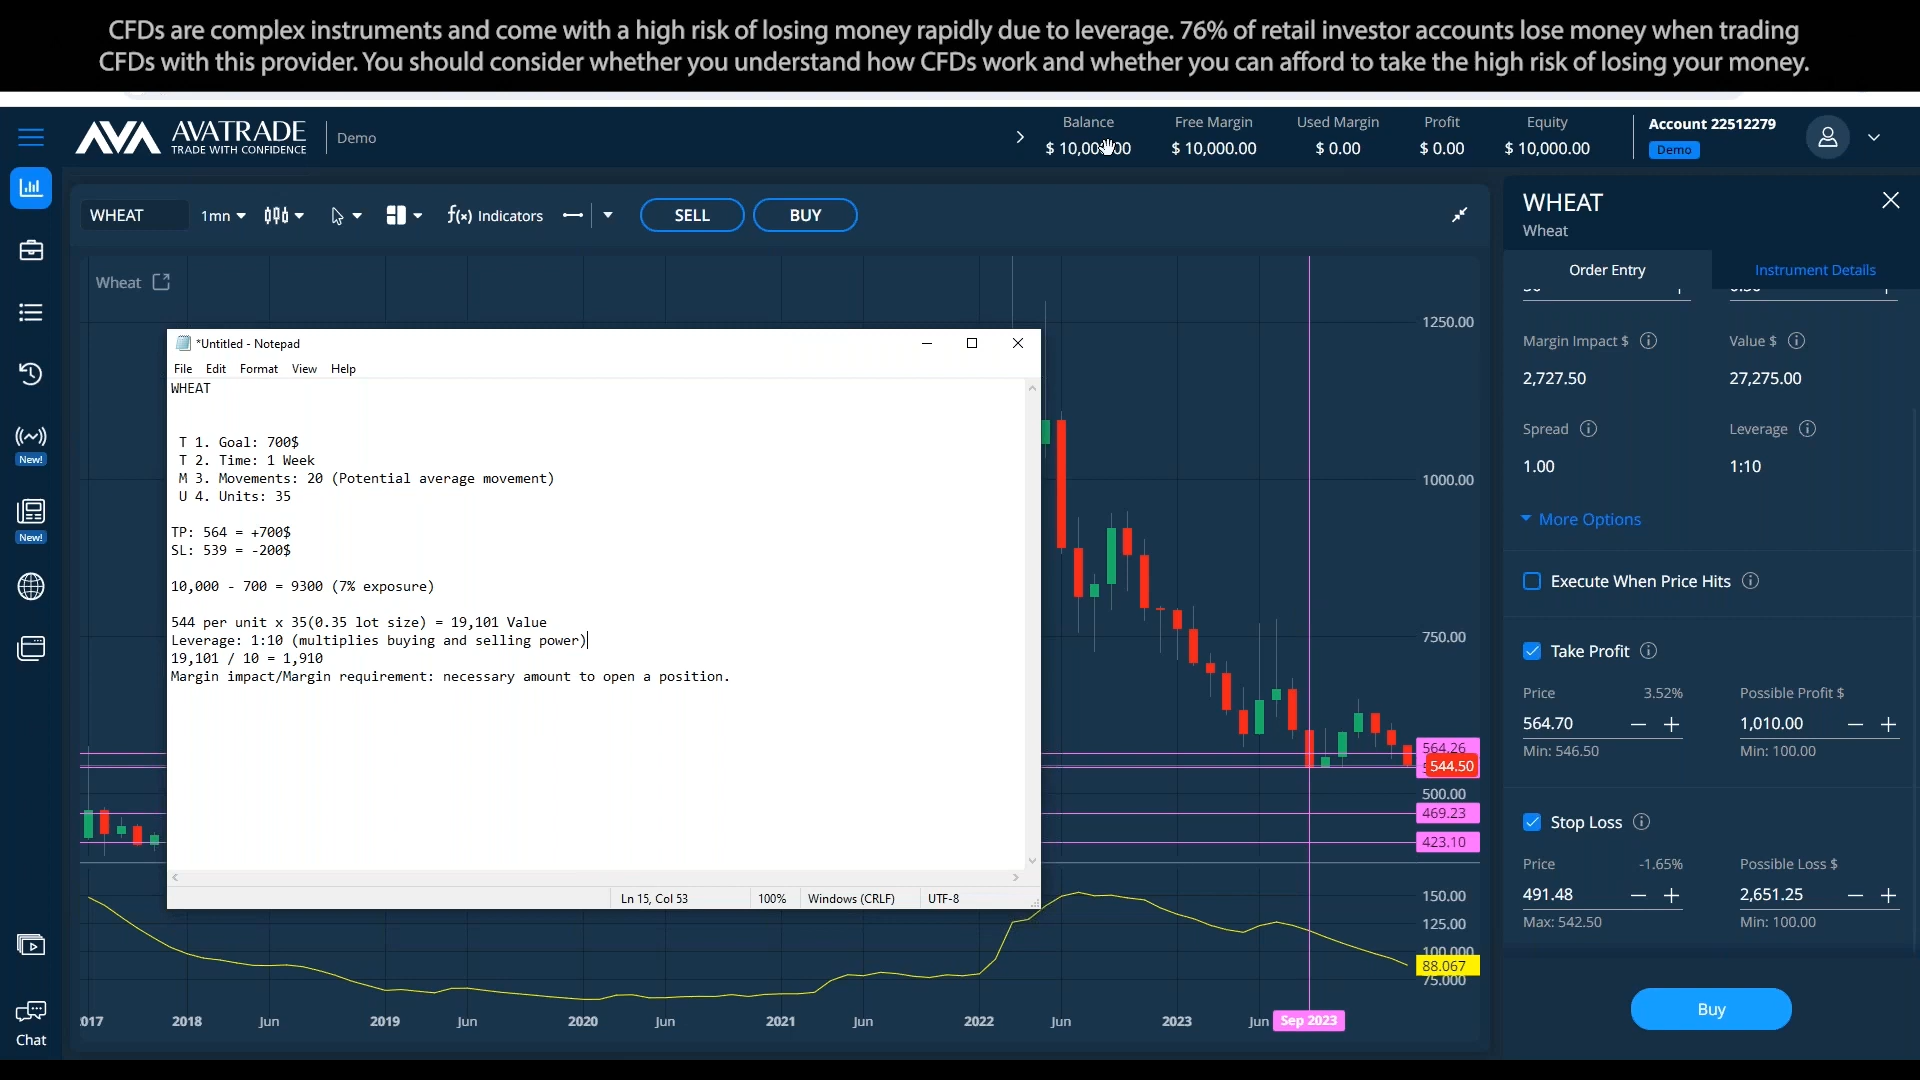 CFDs are complex instruments and come with a high risk of losing money rapidly due to leverage. 76% of retail investor accounts lose money when trading
CFDs with this provider. You should consider whether you understand how CFDs work and whether you can afford to take the high risk of losing your money.
AVA AVATRADE
TRADE WITH CONFIDENCE
Demo
Balance Free Margin Used Margin Profit Equity
$ 10,000.00 $ 10,000.00 $ 0.00 $ 0.00 $ 10,000.00
Account 22512279
Demo
WHEAT 1mn f(x) Indicators SELL BUY
Wheat
New!
New!
Chat
*Untitled - Notepad
File Edit Format View Help
WHEAT
T 1. Goal: 700$
T 2. Time: 1 Week
M 3. Movements: 20 (Potential average movement)
U 4. Units: 35
TP: 564 = +700$
SL: 539 = -200$
10,000 - 700 = 9300 (7% exposure)
544 per unit x 35(0.35 lot size) = 19,101 Value
Leverage: 1:10 (multiplies buying and selling power)
19,101 / 10 = 1,910
Margin impact/Margin requirement: necessary amount to open a position.
Ln 15, Col 53 100% Windows (CRLF) UTF-8
1250.00
1000.00
750.00
564.26
544.50
500.00
469.23
423.10
150.00
125.00
100.000
88.067
75.000
2018 Jun 2019 Jun 2020 Jun 2021 Jun 2022 Jun 2023 Jun Sep 2023
WHEAT
Wheat
Order Entry Instrument Details
Margin Impact $ Value $
2,727.50 27,275.00
Spread Leverage
1.00 1:10
More Options
Execute When Price Hits
Take Profit
Price 3.52% Possible Profit $
564.70 — + 1,010.00 — +
Min: 546.50 Min: 100.00
Stop Loss
Price -1.65% Possible Loss $
491.48 — + 2,651.25 — +
Max: 542.50 Min: 100.00
Buy